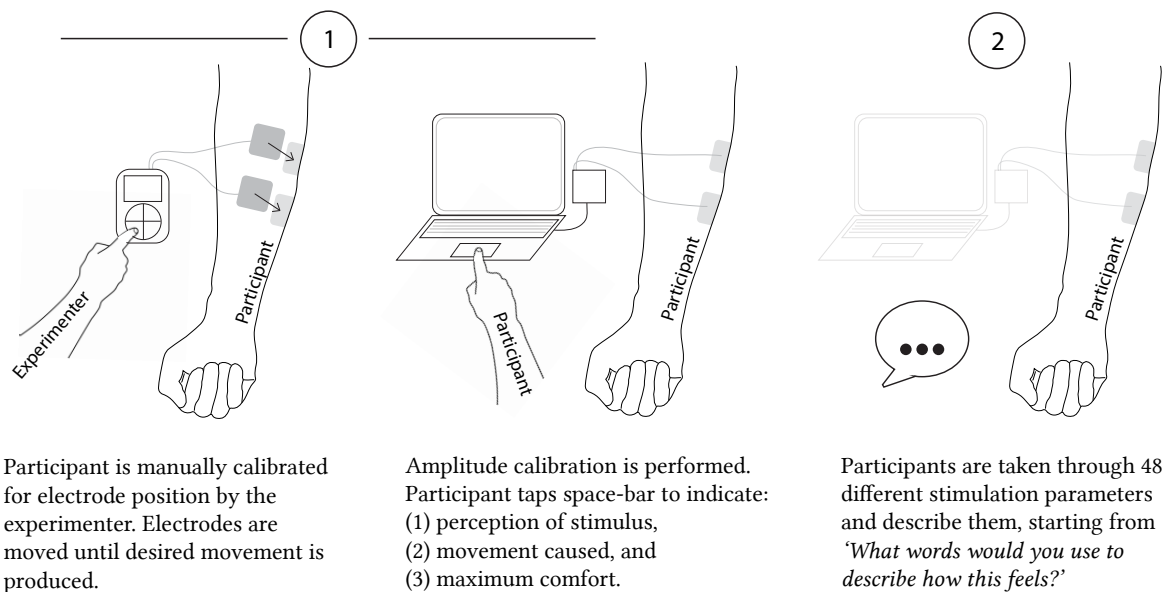 1
2
Experimenter
Participant
Participant
Participant
Participant
Participant is manually calibrated
for electrode position by the
experimenter. Electrodes are
moved until desired movement is
produced.
Amplitude calibration is performed.
Participant taps space-bar to indicate:
(1) perception of stimulus,
(2) movement caused, and
(3) maximum comfort.
Participants are taken through 48
different stimulation parameters
and describe them, starting from
‘What words would you use to
describe how this feels?’